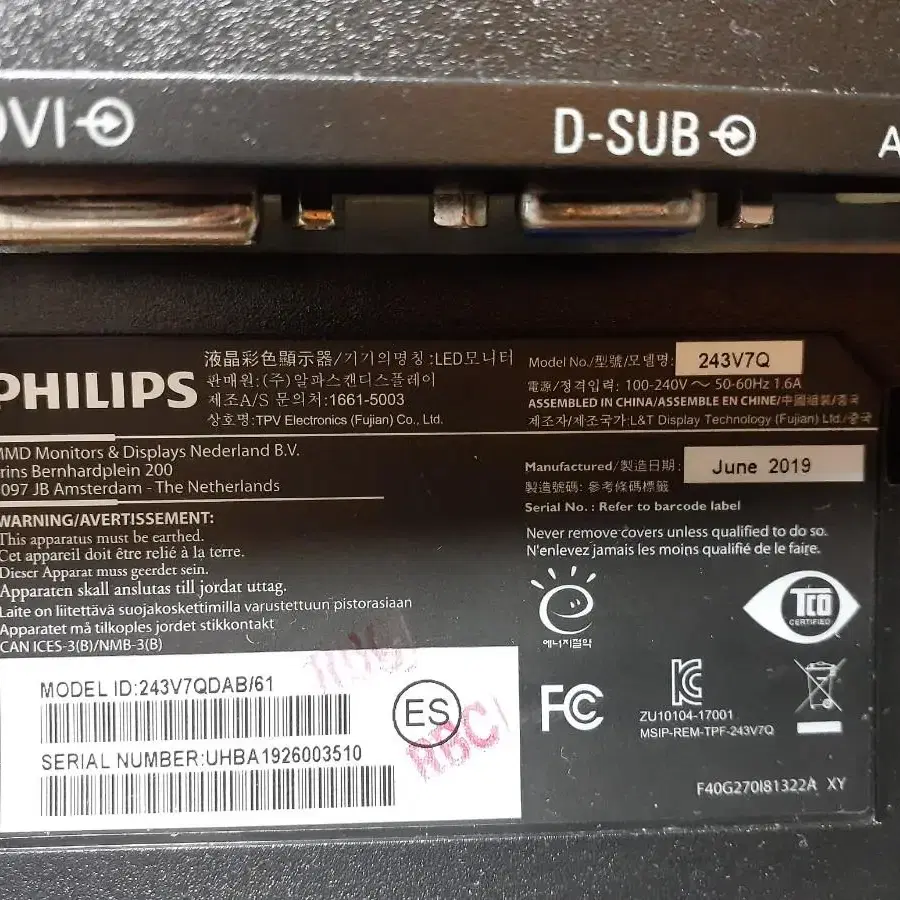 DVI
D-SUB
A
PHILIPS
液晶彩色顯示器/기기의명칭:LED모니터
판매원:(주)알파스캔디스플레이
제조A/S 문의처:1661-5003
상호명:TPV Electronics (Fujian) Co., Ltd.
Model No./型號/모델명: 243V7Q
電源/정격입력: 100-240V ～ 50-60Hz 1.6A
ASSEMBLED IN CHINA/ASSEMBLE EN CHINE/中國組裝/중국
제조자/제조국가:L&T Display Technology (Fujian) Ltd./중국
MMD Monitors & Displays Nederland B.V.
rins Bernhardplein 200
097 JB Amsterdam - The Netherlands
Manufactured/製造日期: June 2019
製造號碼: 參考條碼標籤
Serial No. : Refer to barcode label
WARNING/AVERTISSEMENT:
This apparatus must be earthed.
Cet appareil doit être relié à la terre.
Dieser Apparat muss geerdet sein.
Apparaten skall anslutas till jordat uttag.
Laite on liitettävä suojakoskettimilla varustettuun pistorasiaan
Apparatet må tilkoples jordet stikkontakt
CAN ICES-3(B)/NMB-3(B)
Never remove covers unless qualified to do so.
N'enlevez jamais les moins qualifié de le faire.
에너지절약
TCO
CERTIFIED
MODEL ID:243V7QDAB/61
SERIAL NUMBER:UHBA1926003510
ES
HBC
FC
KC
ZU10104-17001
MSIP-REM-TPF-243V7Q
F40G270I81322A XY